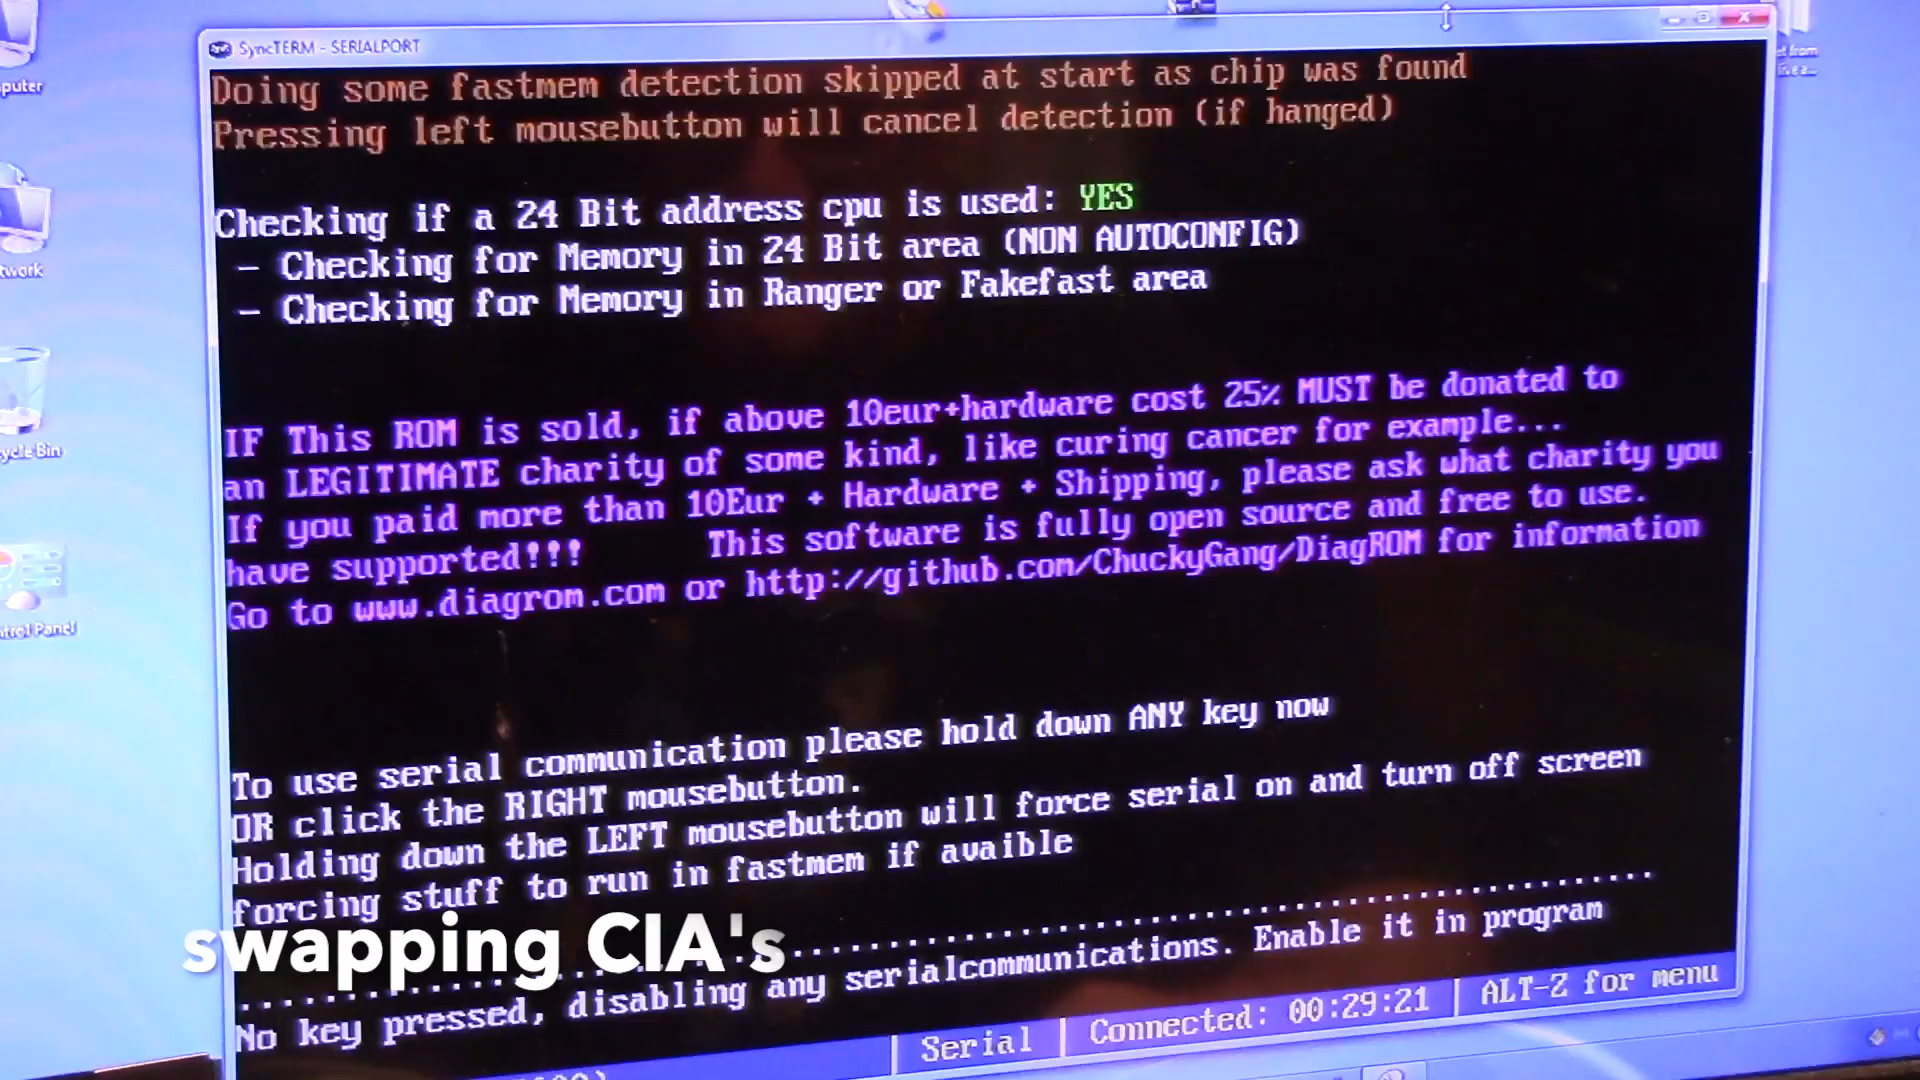 SyncTERM - SERIALPORT
Doing some fastmem detection skipped at start as chip was found
Pressing left mousebutton will cancel detection (if hanged)
Checking if a 24 Bit address cpu is used: YES
- Checking for Memory in 24 Bit area (NON AUTOCONFIG)
- Checking for Memory in Ranger or Fakefast area
IF This ROM is sold, if above 10eur+hardware cost 25% MUST be donated to
an LEGITIMATE charity of some kind, like curing cancer for example...
If you paid more than 10Eur + Hardware + Shipping, please ask what charity you
have supported!!! This software is fully open source and free to use.
Go to www.diagrom.com or http://github.com/ChuckyGang/DiagROM for information
To use serial communication please hold down ANY key now
OR click the RIGHT mousebutton.
Holding down the LEFT mousebutton will force serial on and turn off screen
forcing stuff to run in fastmem if avaible
swapping CIA's
No key pressed, disabling any serialcommunications. Enable it in program
Serial | Connected: 00:29:21 | ALT-Z for menu
puter
twork
ycle Bin
ntrol Panel